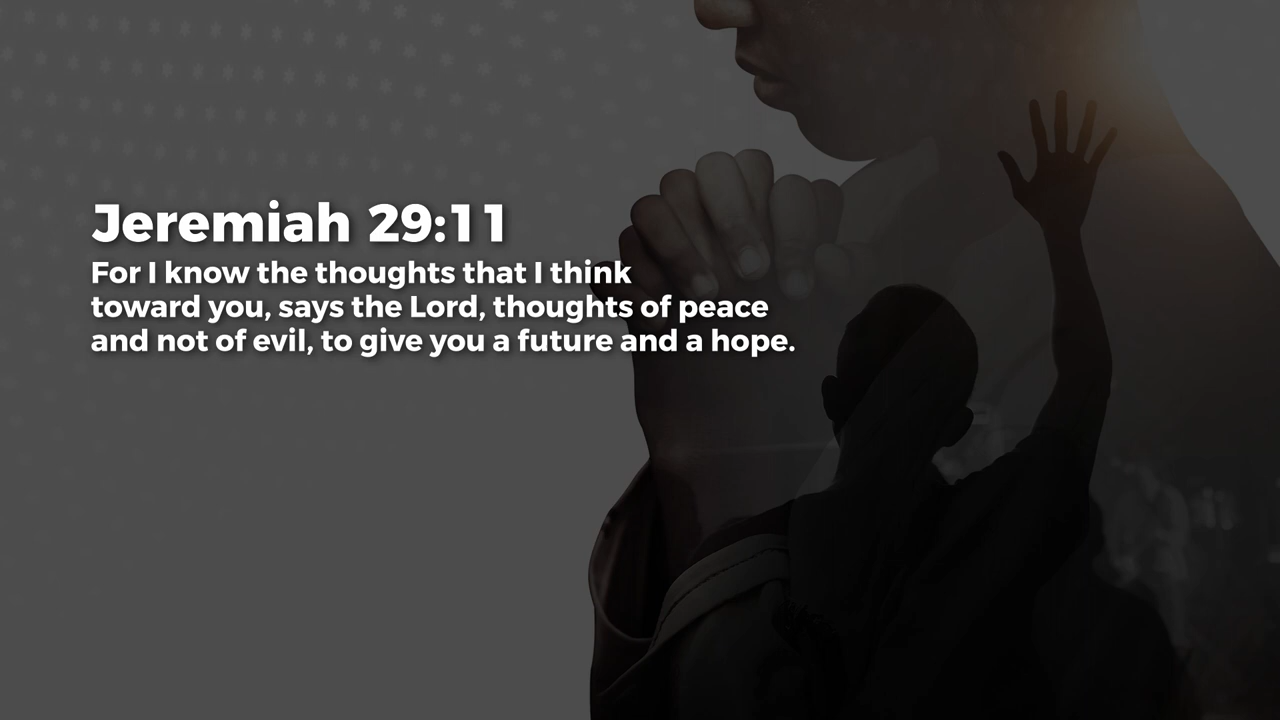 Jeremiah 29:11
For I know the thoughts that I think
toward you, says the Lord, thoughts of peace
and not of evil, to give you a future and a hope.